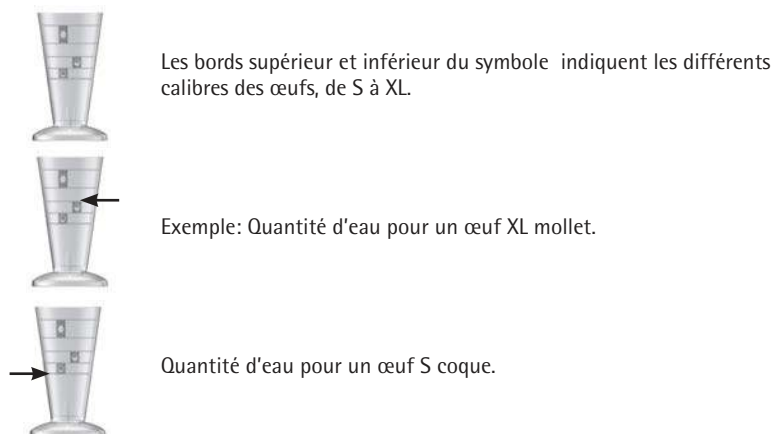 Les bords supérieur et inférieur du symbole  indiquent les différents
calibres des œufs, de S à XL.
Exemple: Quantité d'eau pour un œuf XL mollet.
Quantité d'eau pour un œuf S coque.